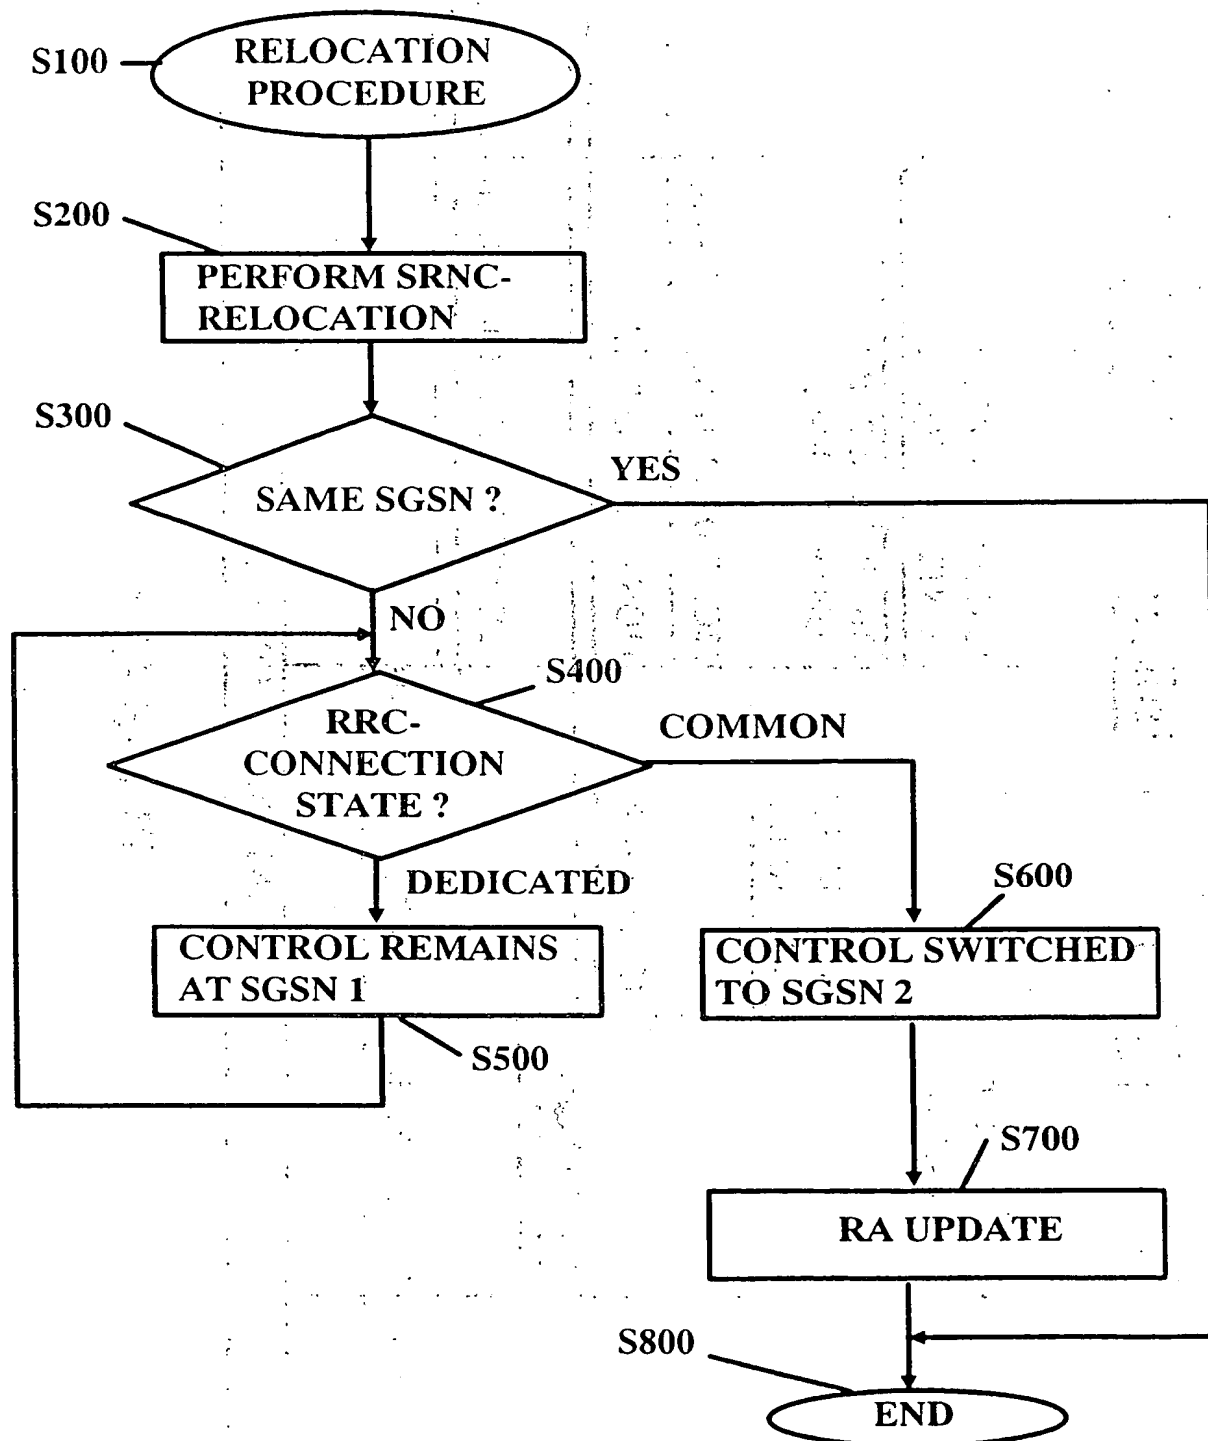 S100
RELOCATION
PROCEDURE
S200
PERFORM SRNC-
RELOCATION
S300
SAME SGSN ?
YES
NO
S400
RRC-
CONNECTION
STATE ?
COMMON
DEDICATED
S600
CONTROL REMAINS
AT SGSN 1
CONTROL SWITCHED
TO SGSN 2
S500
S700
RA UPDATE
S800
END